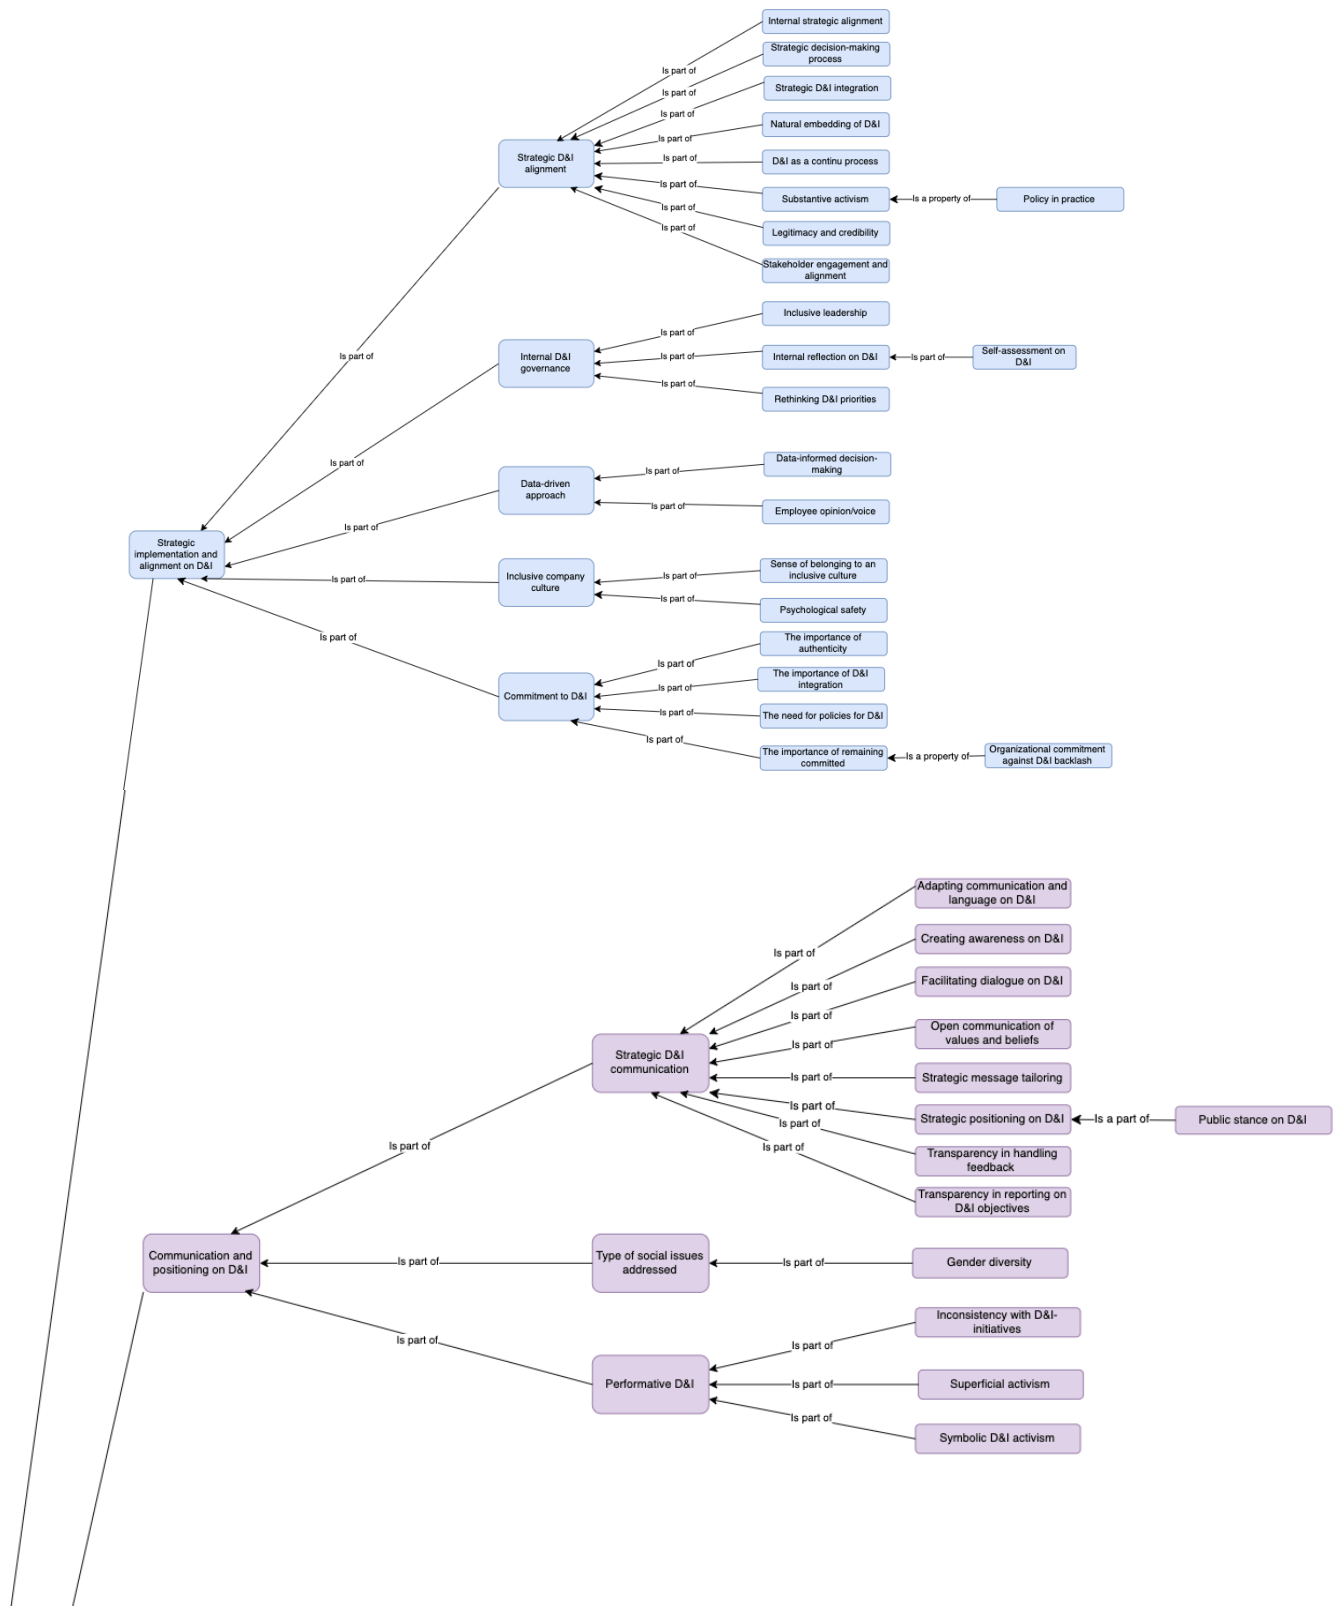 Internal strategic alignment
Strategic decision-making
process
Is part of
Is part of
Strategic D&I integration
Is part of
Natural embedding of D&I
Is part of
Strategic D&I
alignment
Is part of
D&I as a continu process
Is part of
Substantive activism
Is a property of
Policy in practice
Is part of
Is part of
Legitimacy and credibility
Stakeholder engagement and
alignment
Inclusive leadership
Is part of
Is part of
Internal D&I
governance
Is part of
Internal reflection on D&I
Is part of
Self-assessment on
D&I
Is part of
Rethinking D&I priorities
Is part of
Data-informed decision-
making
Is part of
Data-driven
approach
Is part of
Employee opinion/voice
Is part of
Strategic
implementation and
alignment on D&I
Sense of belonging to an
inclusive culture
Is part of
Is part of
Inclusive company
culture
Is part of
Psychological safety
Is part of
The importance of
authenticity
Is part of
Commitment to D&I
Is part of
The importance of D&I
integration
Is part of
The need for policies for D&I
Is part of
The importance of remaining
committed
Is a property of
Organizational commitment
against D&I backlash
Adapting communication and
language on D&I
Is part of
Creating awareness on D&I
Is part of
Facilitating dialogue on D&I
Is part of
Open communication of
values and beliefs
Is part of
Strategic D&I
communication
Is part of
Strategic message tailoring
Is part of
Strategic positioning on D&I
Is a part of
Public stance on D&I
Is part of
Is part of
Is part of
Transparency in handling
feedback
Transparency in reporting on
D&I objectives
Communication and
positioning on D&I
Is part of
Type of social issues
addressed
Is part of
Gender diversity
Is part of
Inconsistency with D&I-
initiatives
Is part of
Performative D&I
Is part of
Superficial activism
Is part of
Symbolic D&I activism